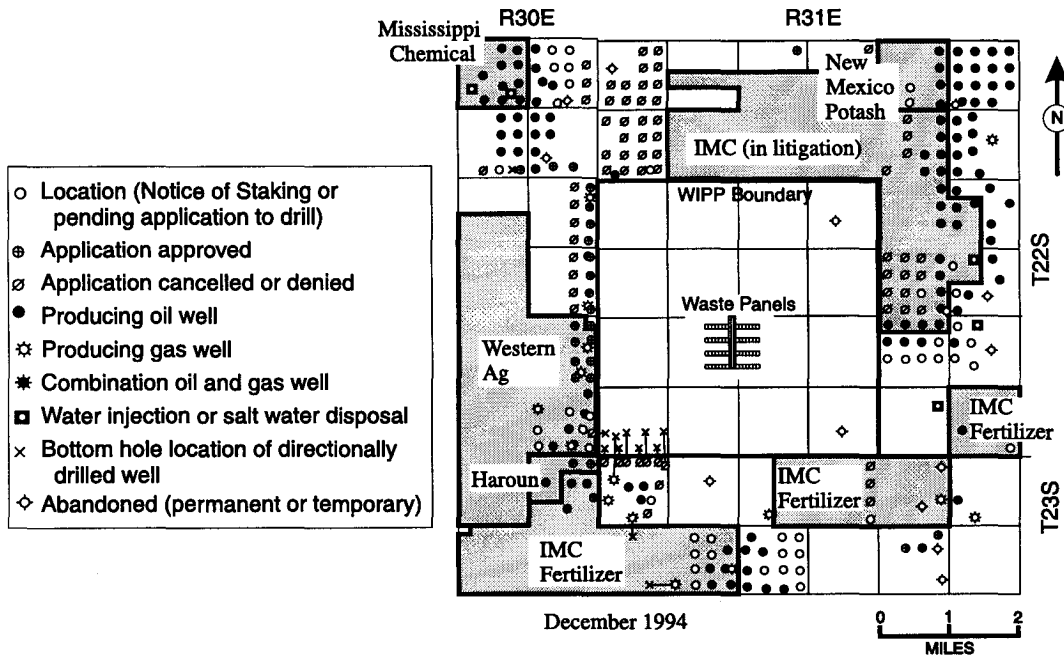 R30E
R31E
Mississippi
Chemical
New
Mexico
Potash
N
IMC (in litigation)
WIPP Boundary
T22S
Location (Notice of Staking or
pending application to drill)
Application approved
Application cancelled or denied
Producing oil well
Producing gas well
Combination oil and gas well
Water injection or salt water disposal
Bottom hole location of directionally
drilled well
Abandoned (permanent or temporary)
Waste Panels
Western
Ag
IMC
Fertilizer
Haroun
IMC
Fertilizer
T23S
IMC
Fertilizer
December 1994
0 1 2
MILES